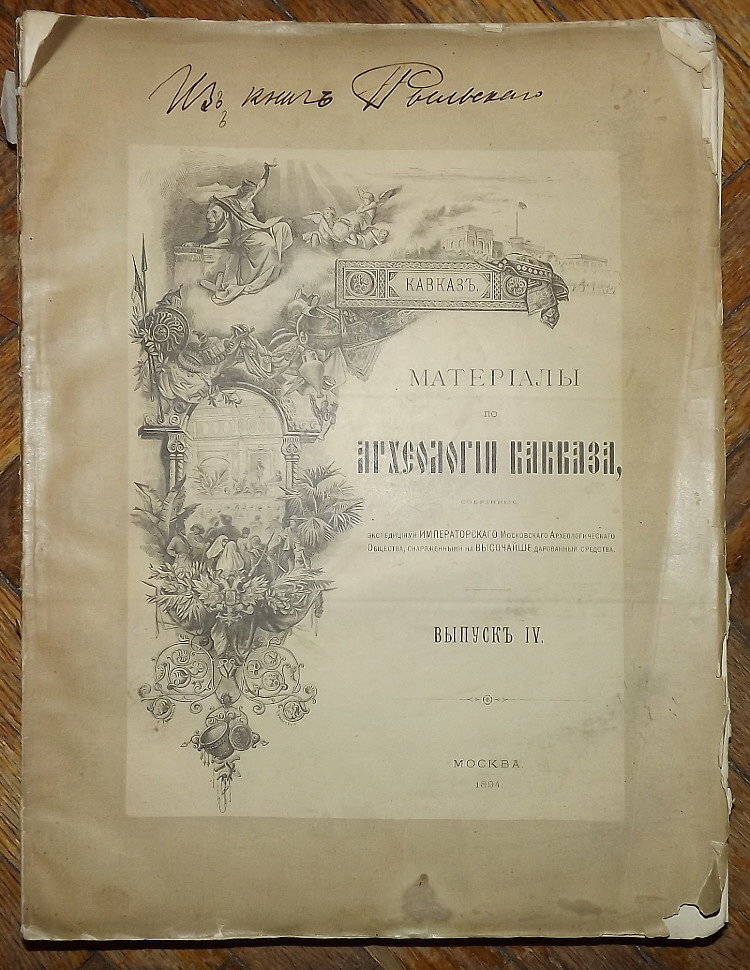 Изъ книгъ
КАВКАЗЪ.
МАТЕРІАЛЫ
ПО
АРХЕОЛОГІИ КАВКАЗА,
СОБРАННЫЕ
ЭКСПЕДИЦІЯМИ ИМПЕРАТОРСКАГО МОСКОВСКАГО АРХЕОЛОГИЧЕСКАГО
ОБЩЕСТВА, СНАРЯЖЕННЫМИ НА ВЫСОЧАЙШЕ ДАРОВАННЫЯ СРЕДСТВА.
ВЫПУСКЪ IV.
МОСКВА.
1894